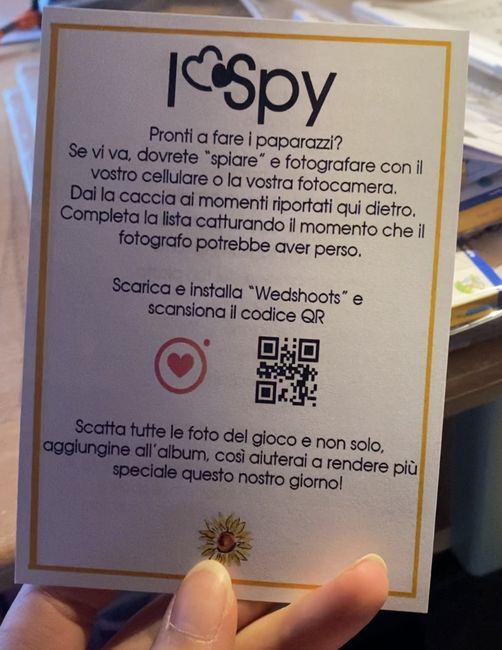 I Spy
Pronti a fare i paparazzi?
Se vi va, dovrete "spiare" e fotografare con il
vostro cellulare o la vostra fotocamera.
Dai la caccia ai momenti riportati qui dietro.
Completa la lista catturando il momento che il
fotografo potrebbe aver perso.
Scarica e installa "Wedshoots" e
scansiona il codice QR
Scatta tutte le foto del gioco e non solo,
aggiungine all'album, così aiuterai a rendere più
speciale questo nostro giorno!